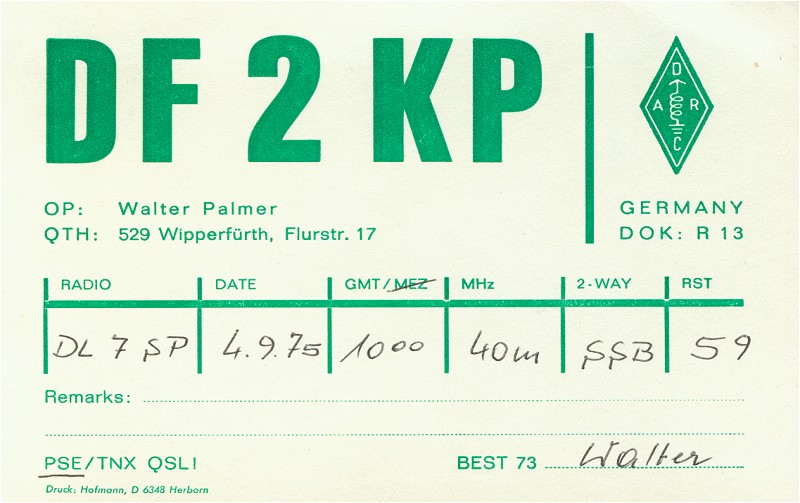 DF 2 KP
D
A R
C
OP: Walter Palmer
QTH: 529 Wipperfürth, Flurstr. 17
GERMANY
DOK: R 13
RADIO DATE GMT/MEZ MHz 2-WAY RST
DL 7 SP 4.9.75 10⁰⁰ 40m SSB 59
Remarks:
PSE/TNX QSL! BEST 73 Walter
Druck: Hofmann, D 6348 Herborn